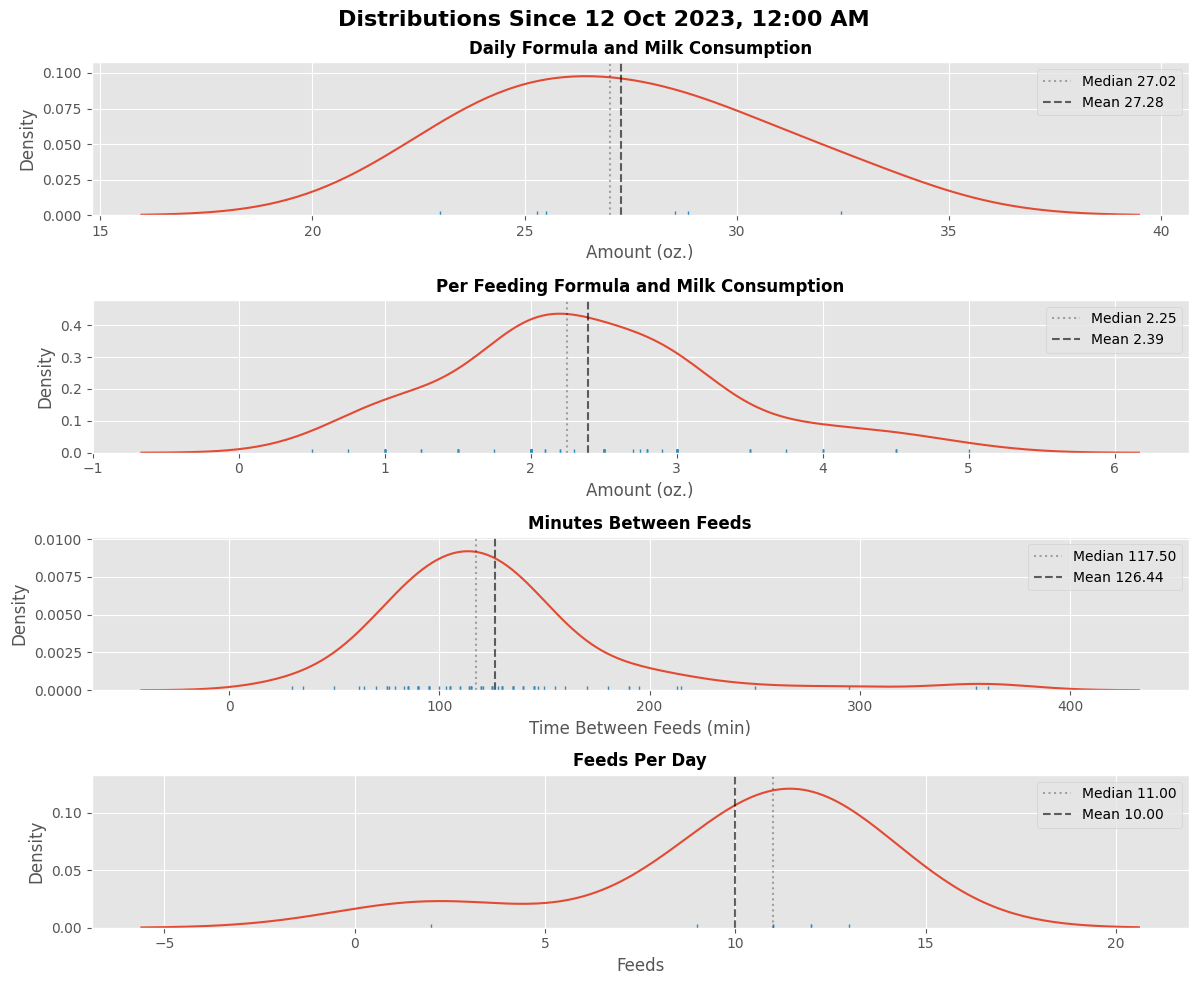 Distributions Since 12 Oct 2023, 12:00 AM
Daily Formula and Milk Consumption
Density
0.100
0.075
0.050
0.025
0.000
Median 27.02
Mean 27.28
15 20 25 30 35 40
Amount (oz.)
Per Feeding Formula and Milk Consumption
Density
0.4
0.3
0.2
0.1
0.0
Median 2.25
Mean 2.39
−1 0 1 2 3 4 5 6
Amount (oz.)
Minutes Between Feeds
Density
0.0100
0.0075
0.0050
0.0025
0.0000
Median 117.50
Mean 126.44
0 100 200 300 400
Time Between Feeds (min)
Feeds Per Day
Density
0.10
0.05
0.00
Median 11.00
Mean 10.00
−5 0 5 10 15 20
Feeds